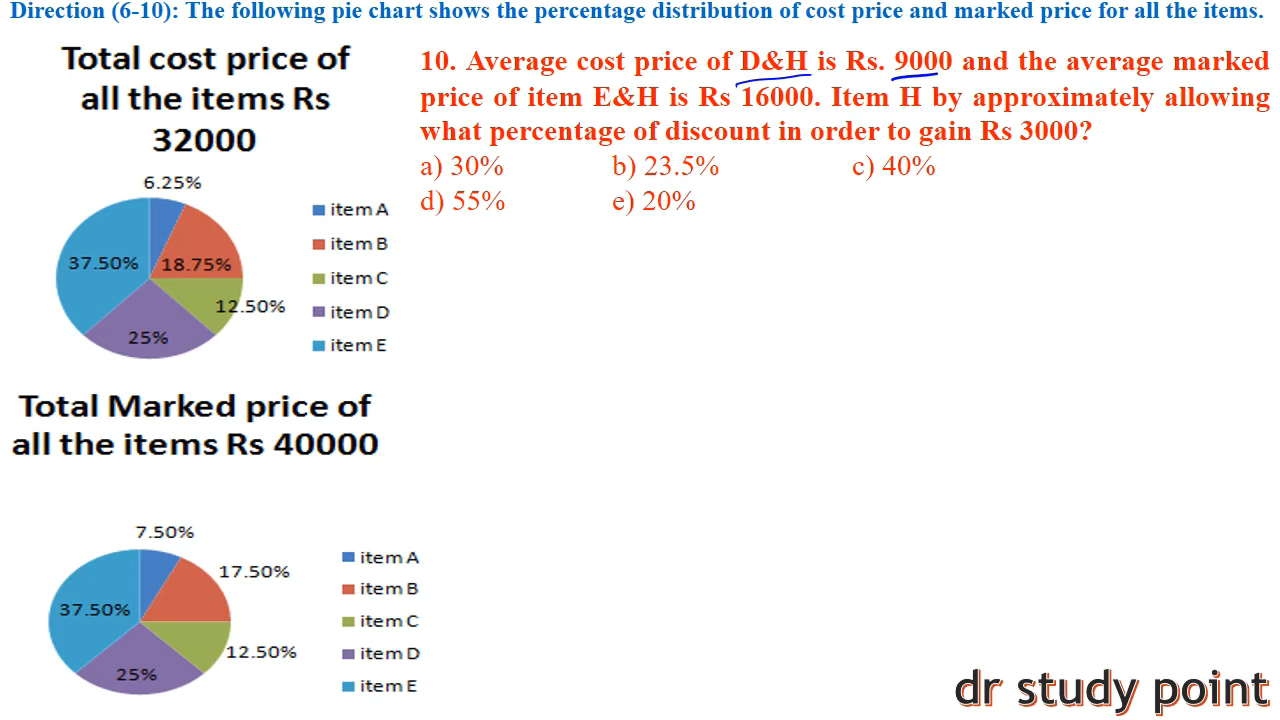 Direction (6-10): The following pie chart shows the percentage distribution of cost price and marked price for all the items.
Total cost price of
all the items Rs
32000
6.25%
37.50%
18.75%
12.50%
25%
item A
item B
item C
item D
item E
10. Average cost price of D&H is Rs. 9000 and the average marked
price of item E&H is Rs 16000. Item H by approximately allowing
what percentage of discount in order to gain Rs 3000?
a) 30% b) 23.5% c) 40%
d) 55% e) 20%
Total Marked price of
all the items Rs 40000
7.50%
17.50%
37.50%
12.50%
25%
item A
item B
item C
item D
item E
dr study point